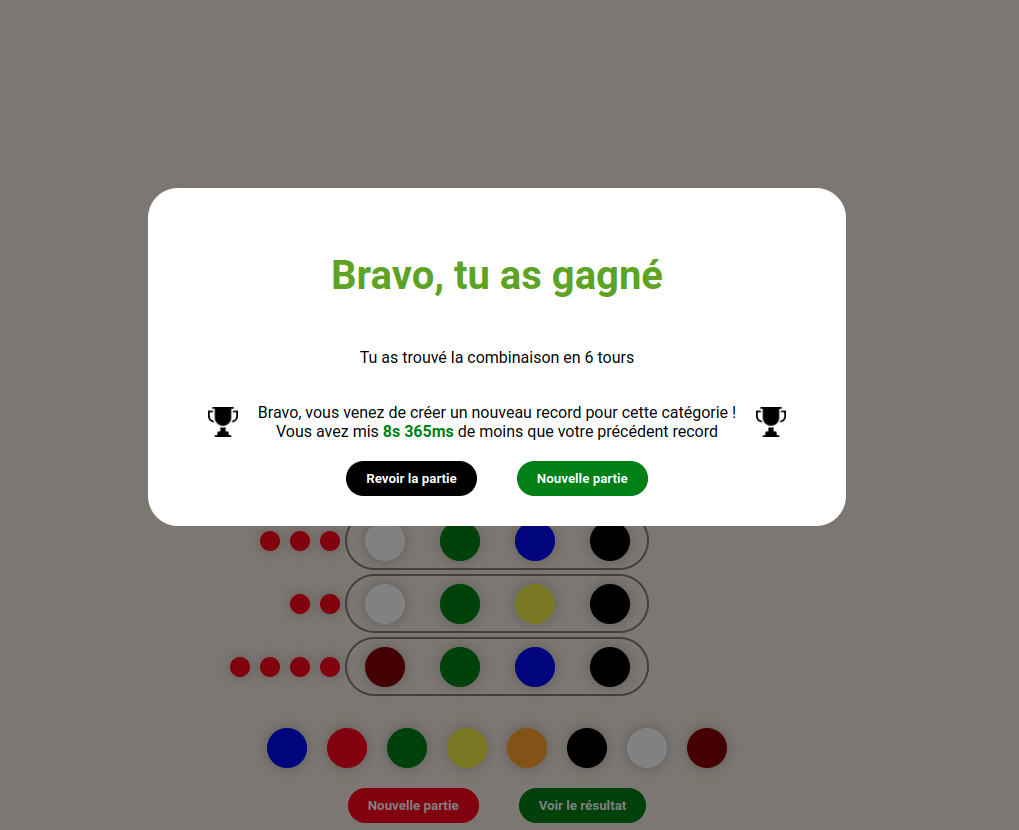 Bravo, tu as gagné
Tu as trouvé la combinaison en 6 tours
Bravo, vous venez de créer un nouveau record pour cette catégorie !
Vous avez mis 8s 365ms de moins que votre précédent record
Revoir la partie
Nouvelle partie
Nouvelle partie
Voir le résultat